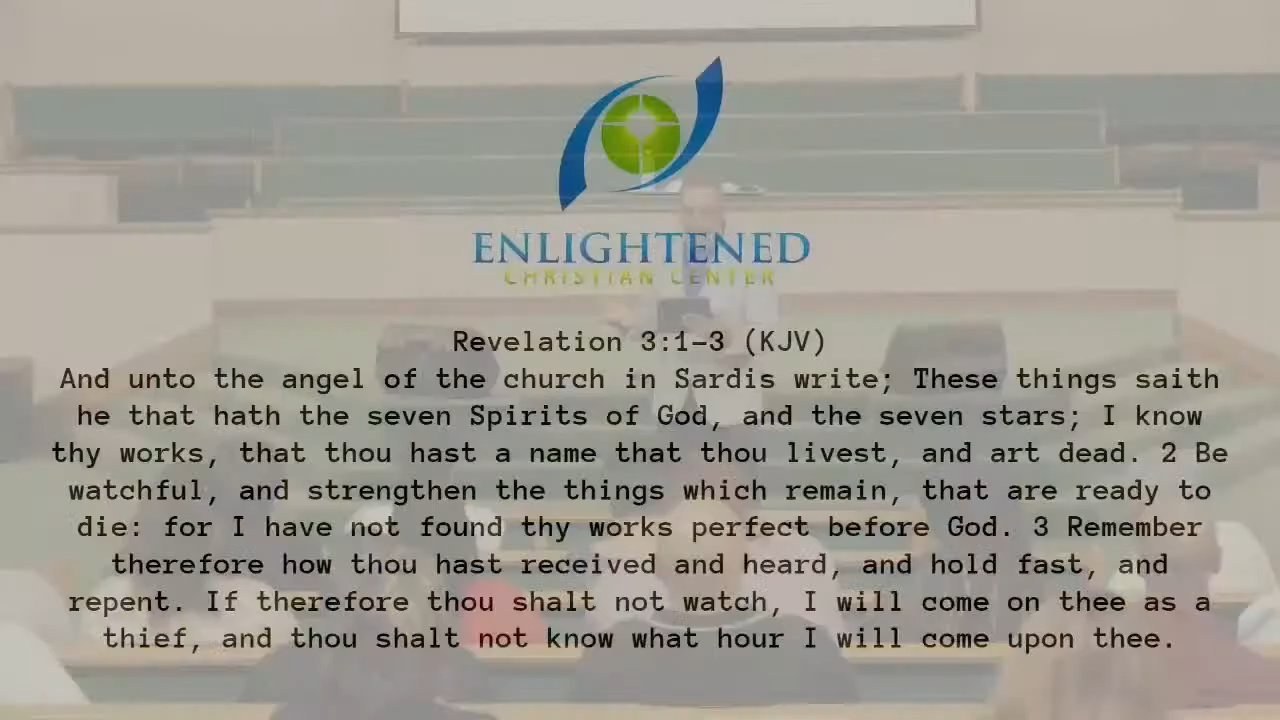 ENLIGHTENED
CHRISTIAN CENTER
Revelation 3:1-3 (KJV)
And unto the angel of the church in Sardis write; These things saith
he that hath the seven Spirits of God, and the seven stars; I know
thy works, that thou hast a name that thou livest, and art dead. 2 Be
watchful, and strengthen the things which remain, that are ready to
die: for I have not found thy works perfect before God. 3 Remember
therefore how thou hast received and heard, and hold fast, and
repent. If therefore thou shalt not watch, I will come on thee as a
thief, and thou shalt not know what hour I will come upon thee.